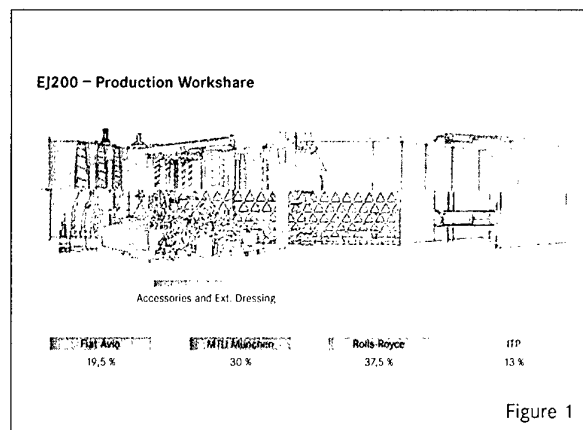 EJ200 – Production Workshare
Accessories and Ext. Dressing
Fiat Avio MTU München Rolls-Royce ITP
19,5 % 30 % 37,5 % 13 %
Figure 1